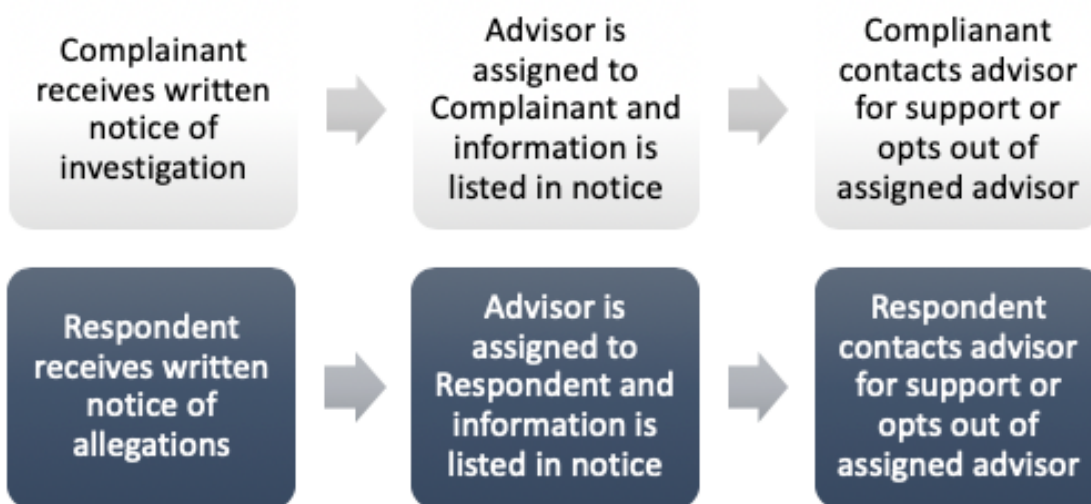 Complainant
receives written
notice of
investigation
Advisor is
assigned to
Complainant and
information is
listed in notice
Complianant
contacts advisor
for support or
opts out of
assigned advisor
Respondent
receives written
notice of
allegations
Advisor is
assigned to
Respondent and
information is
listed in notice
Respondent
contacts advisor
for support or
opts out of
assigned advisor